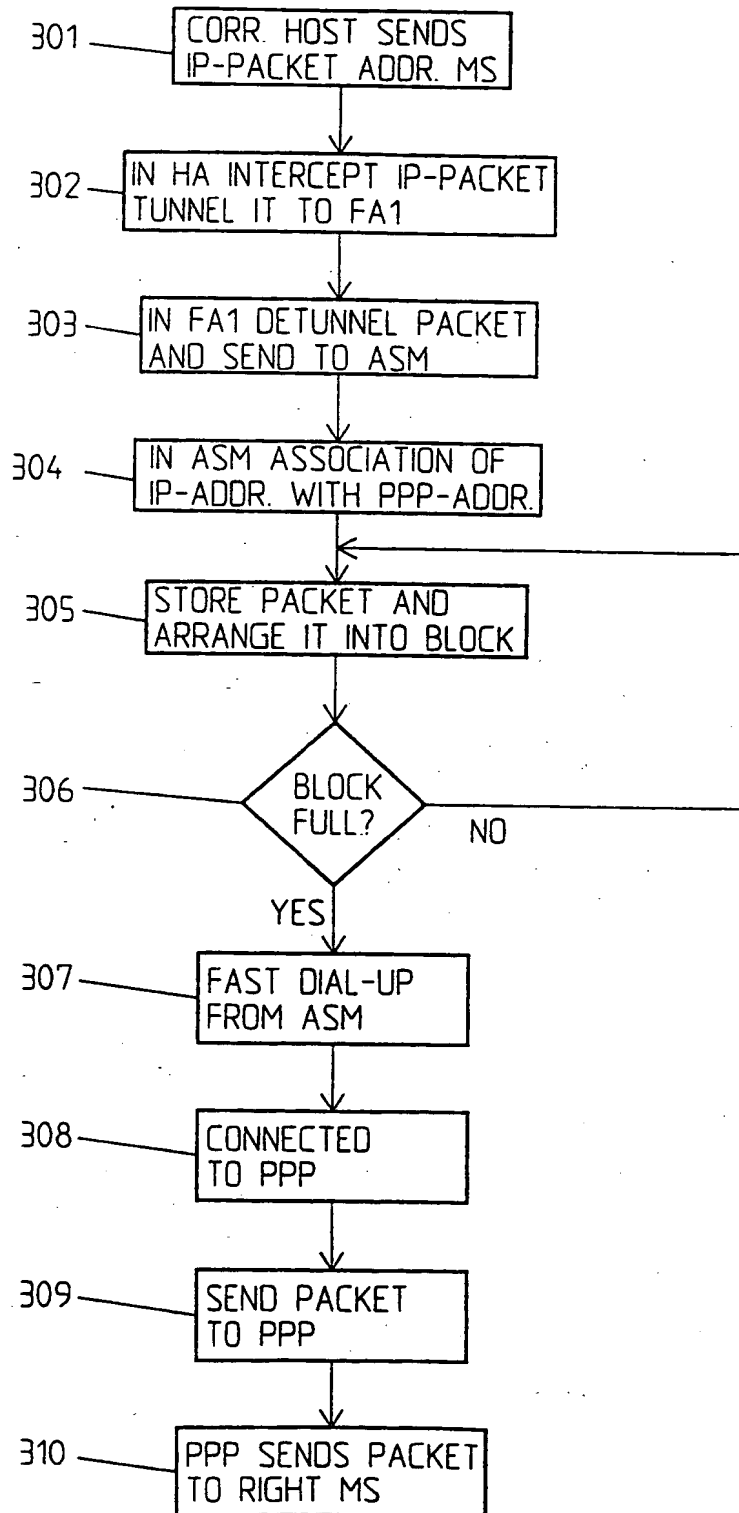 301
CORR. HOST SENDS
IP-PACKET ADDR. MS
302
IN HA INTERCEPT IP-PACKET
TUNNEL IT TO FA1
303
IN FA1 DETUNNEL PACKET
AND SEND TO ASM
304
IN ASM ASSOCIATION OF
IP-ADDR. WITH PPP-ADDR.
305
STORE PACKET AND
ARRANGE IT INTO BLOCK
306
BLOCK
FULL?
NO
YES
307
FAST DIAL-UP
FROM ASM
308
CONNECTED
TO PPP
309
SEND PACKET
TO PPP
310
PPP SENDS PACKET
TO RIGHT MS